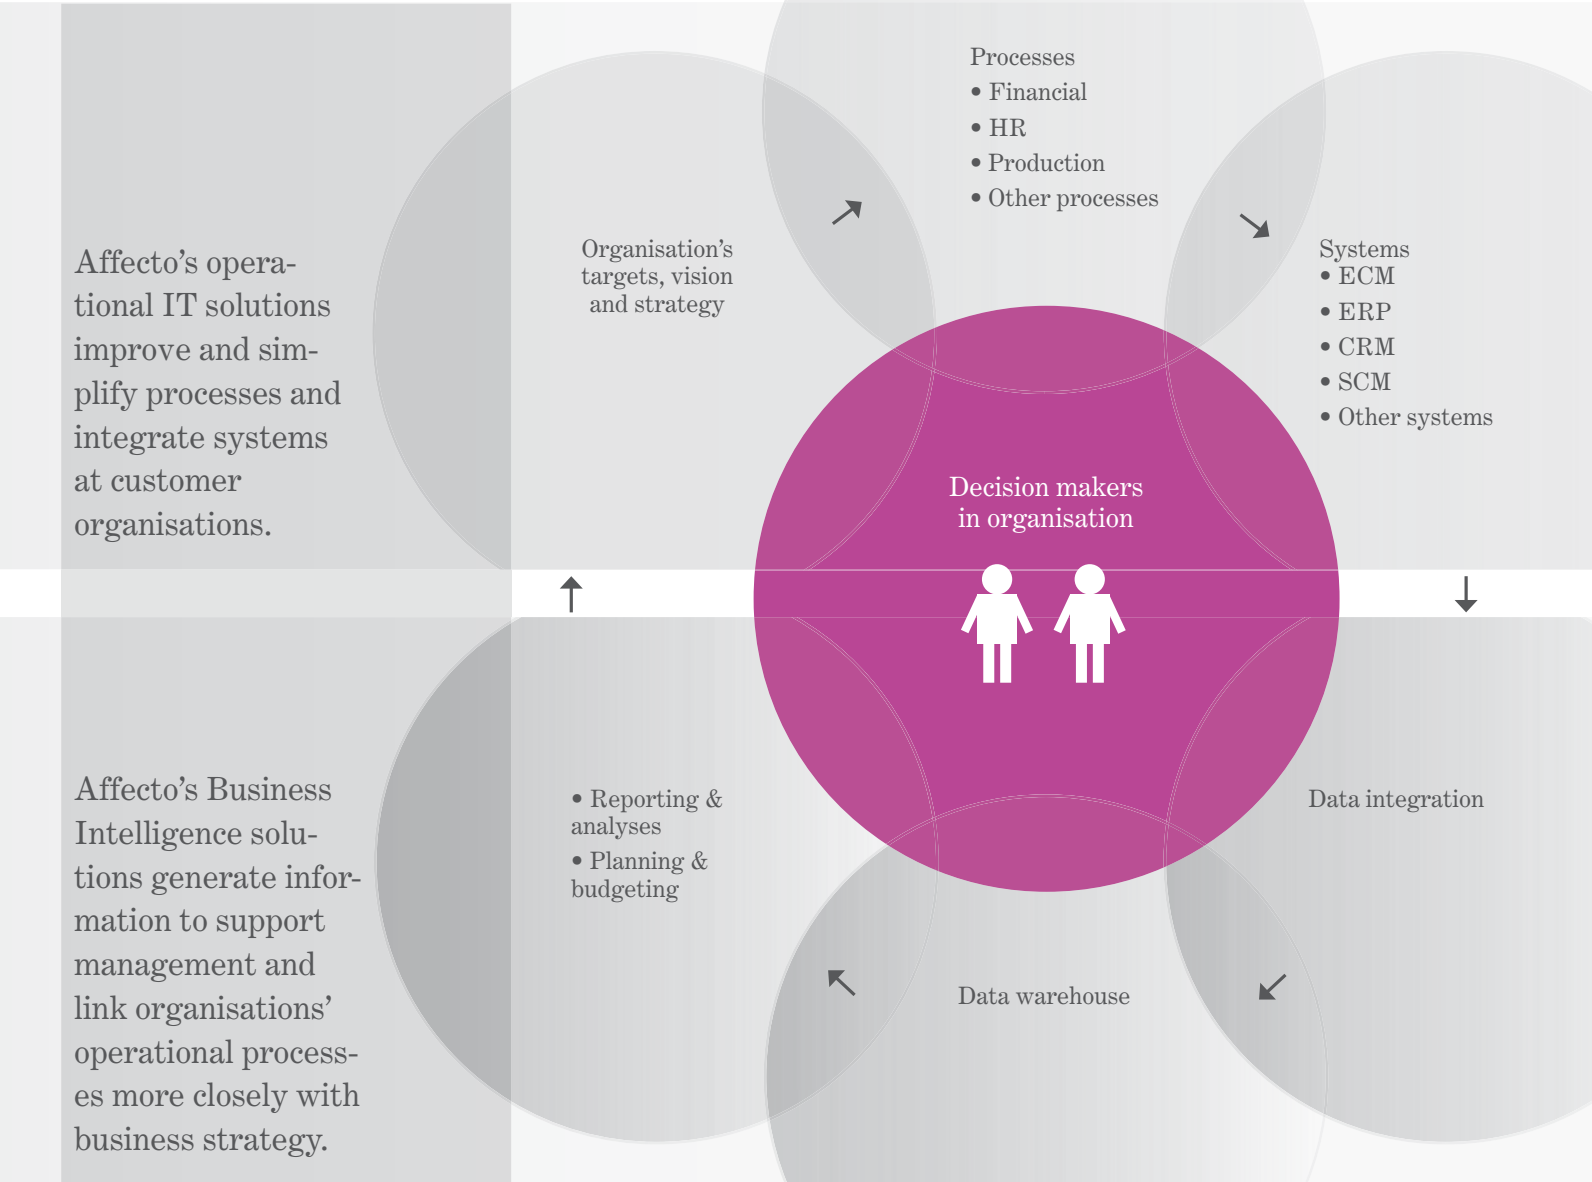 Affecto’s opera-
tional IT solutions
improve and sim-
plify processes and
integrate systems
at customer
organisations.
Organisation’s
targets, vision
and strategy
Processes
• Financial
• HR
• Production
• Other processes
Systems
• ECM
• ERP
• CRM
• SCM
• Other systems
Decision makers
in organisation
Affecto’s Business
Intelligence solu-
tions generate infor-
mation to support
management and
link organisations’
operational process-
es more closely with
business strategy.
• Reporting &
analyses
• Planning &
budgeting
Data warehouse
Data integration